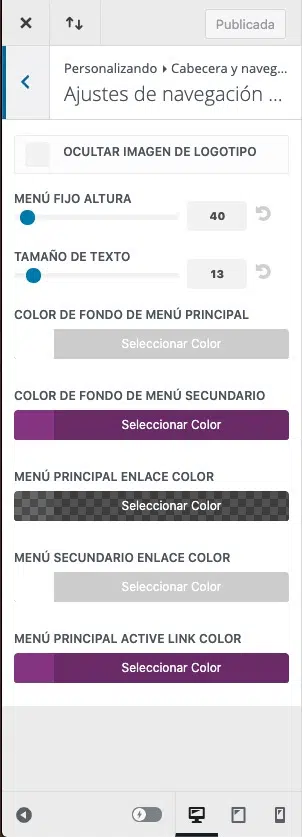 Publicada
Personalizando ▸ Cabecera y naveg...
Ajustes de navegación ...
OCULTAR IMAGEN DE LOGOTIPO
MENÚ FIJO ALTURA
40
TAMAÑO DE TEXTO
13
COLOR DE FONDO DE MENÚ PRINCIPAL
Seleccionar Color
COLOR DE FONDO DE MENÚ SECUNDARIO
Seleccionar Color
MENÚ PRINCIPAL ENLACE COLOR
Seleccionar Color
MENÚ SECUNDARIO ENLACE COLOR
Seleccionar Color
MENÚ PRINCIPAL ACTIVE LINK COLOR
Seleccionar Color